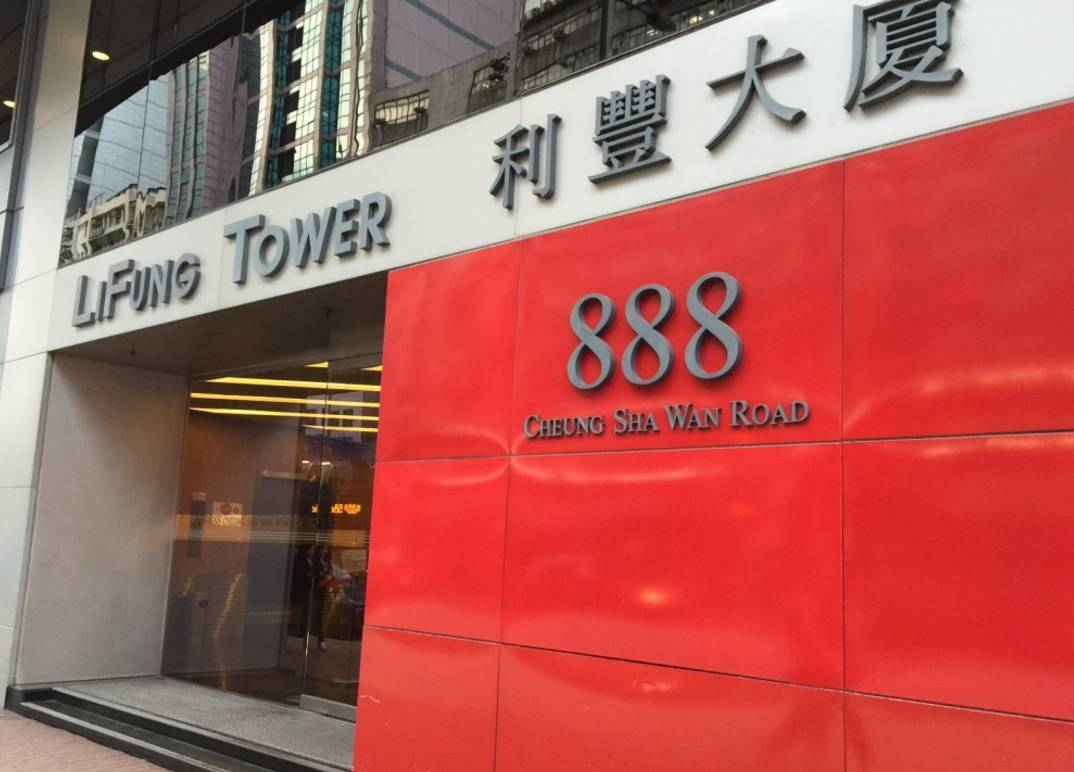 LiFung Tower
利豐大厦
888
Cheung Sha Wan Road